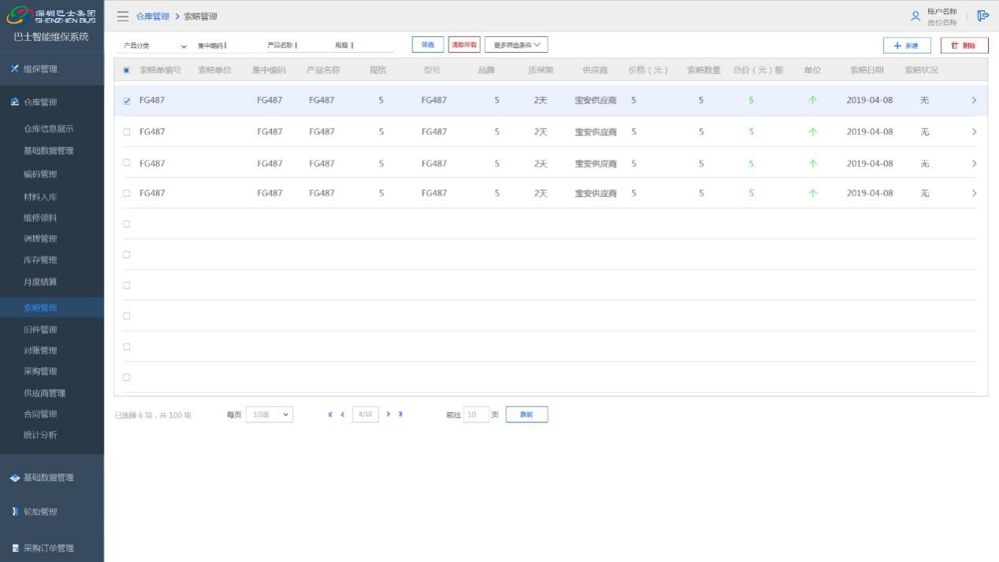 深圳巴士集团
SHENZHEN BUS
巴士智能维保系统
仓库管理 > 索赔管理
账户名称
岗位名称
产品分类 集中编码 产品名称 规格 筛选 清除所有 更多筛选条件 新建 删除
索赔单编号 索赔单位 集中编码 产品名称 规格 型号 品牌 质保期 供应商 价格（元） 索赔数量 总价（元）额 单位 索赔日期 索赔状况
FG487 FG487 FG487 5 FG487 5 2天 宝安供应商 5 5 5 个 2019-04-08 无
FG487 FG487 FG487 5 FG487 5 2天 宝安供应商 5 5 5 个 2019-04-08 无
FG487 FG487 FG487 5 FG487 5 2天 宝安供应商 5 5 5 个 2019-04-08 无
FG487 FG487 FG487 5 FG487 5 2天 宝安供应商 5 5 5 个 2019-04-08 无
已选择 6 项，共 100 项 每页 10项 4/10 前往 10 页 跳转
维保管理
仓库管理
仓库信息展示
基础数据管理
编码管理
材料入库
维修领料
调拨管理
库存管理
月度结算
索赔管理
旧件管理
对账管理
采购管理
供应商管理
合同管理
统计分析
基础数据管理
轮胎管理
采购订单管理